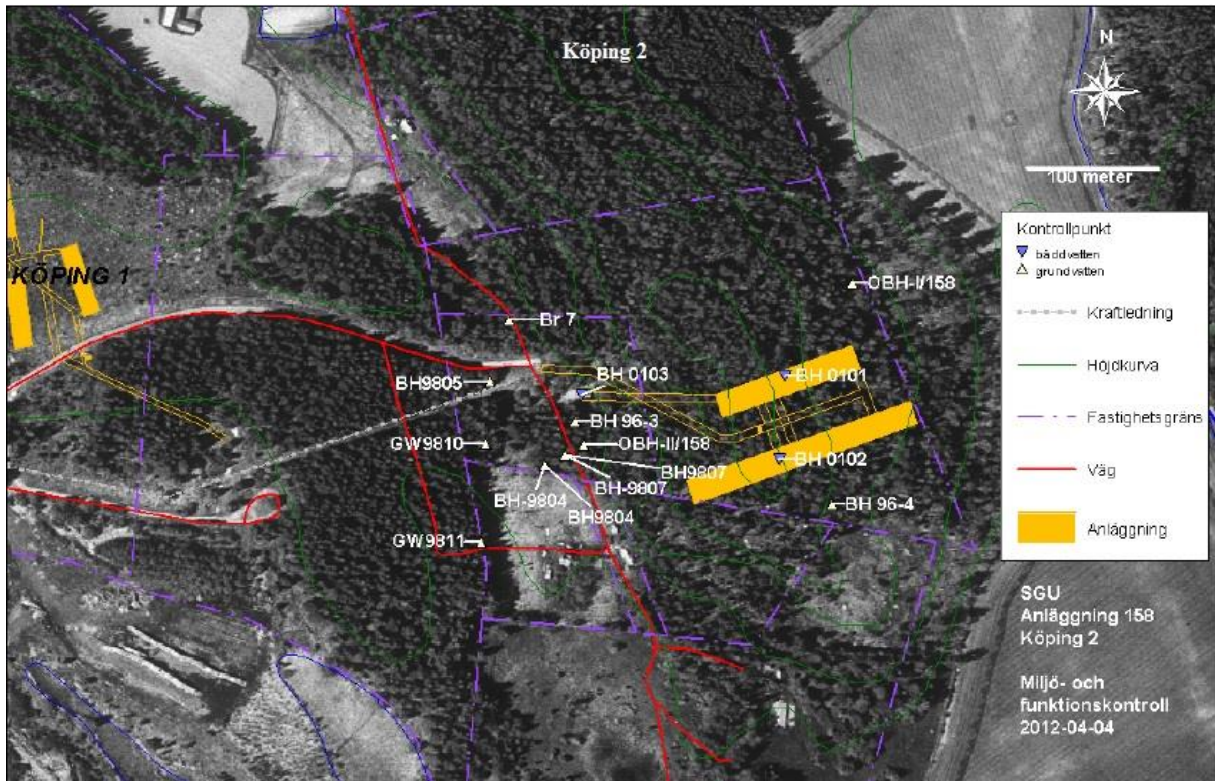 Köping 2
N
100 meter
Kontrollpunkt
bäddvatten
grundvatten
Kraftledning
Höjdkurva
Fastighetsgräns
Väg
Anläggning
KÖPING 1
OBH-I/158
Br 7
BH 0103
BH 0101
BH9805
BH 96-3
GW9810
OBH-II/158
BH 0102
BH9807
BH-9807
BH-9804
BH9804
BH 96-4
GW9811
SGU
Anläggning 158
Köping 2
Miljö- och
funktionskontroll
2012-04-04